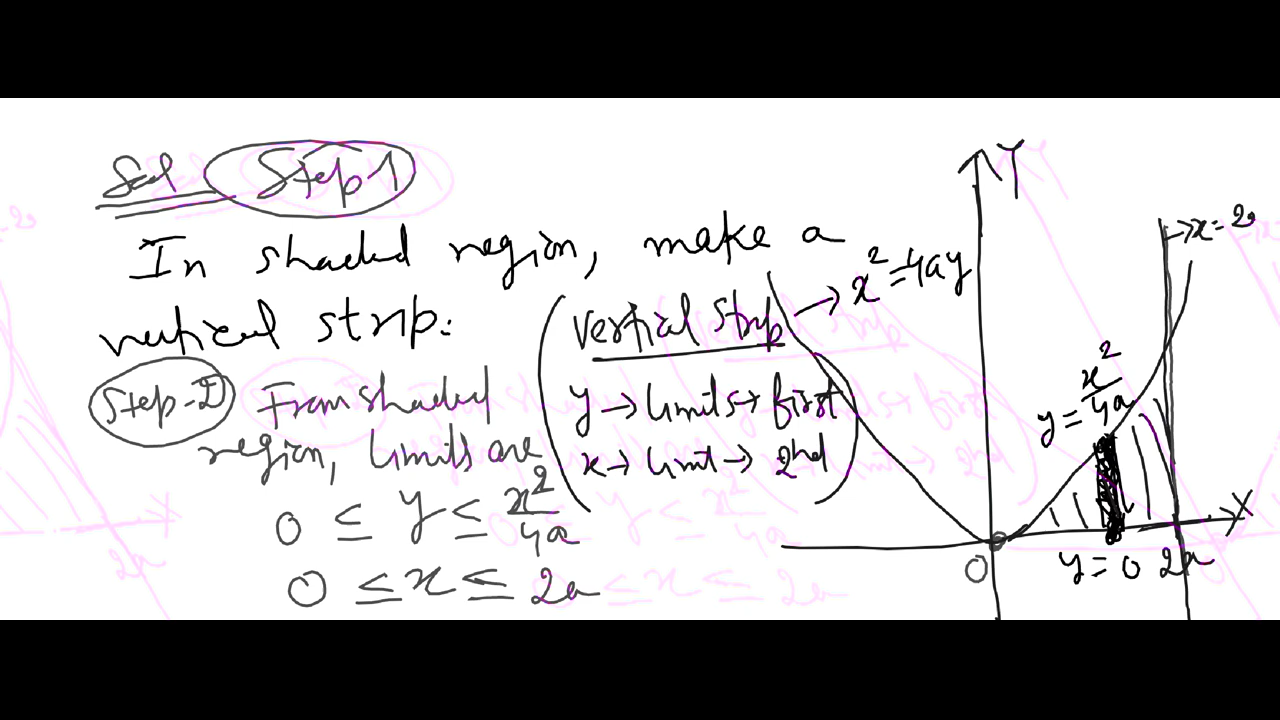 Sol Step-1
In shaded region, make a
vertical strip.
(Vertical Strip
y → Limits → first
x → Limit → 2nd)
Step-II From shaded
region, Limits are
0 ≤ y ≤ x²/4a
0 ≤ x ≤ 2a
→ x² = 4ay
Y
→ x = 2a
y = x²/4a
X
O
y = 0
2a